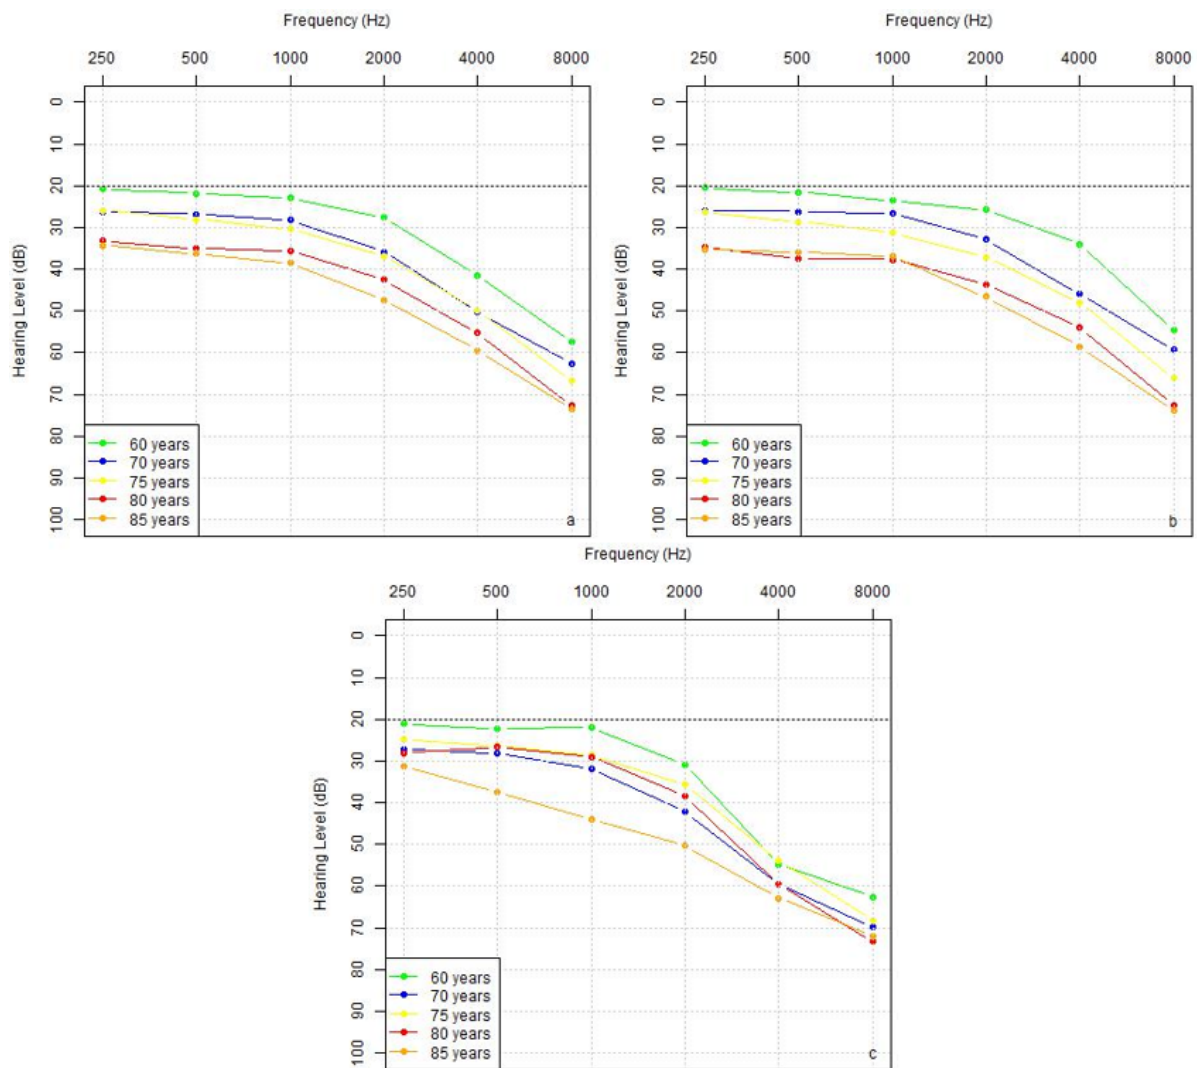 Frequency (Hz)
250 500 1000 2000 4000 8000
Hearing Level (dB)
0
10
20
30
40
50
60
70
80
90
100
60 years
70 years
75 years
80 years
85 years
a
Frequency (Hz)
250 500 1000 2000 4000 8000
Hearing Level (dB)
0
10
20
30
40
50
60
70
80
90
100
60 years
70 years
75 years
80 years
85 years
b
Frequency (Hz)
250 500 1000 2000 4000 8000
Hearing Level (dB)
0
10
20
30
40
50
60
70
80
90
100
60 years
70 years
75 years
80 years
85 years
c